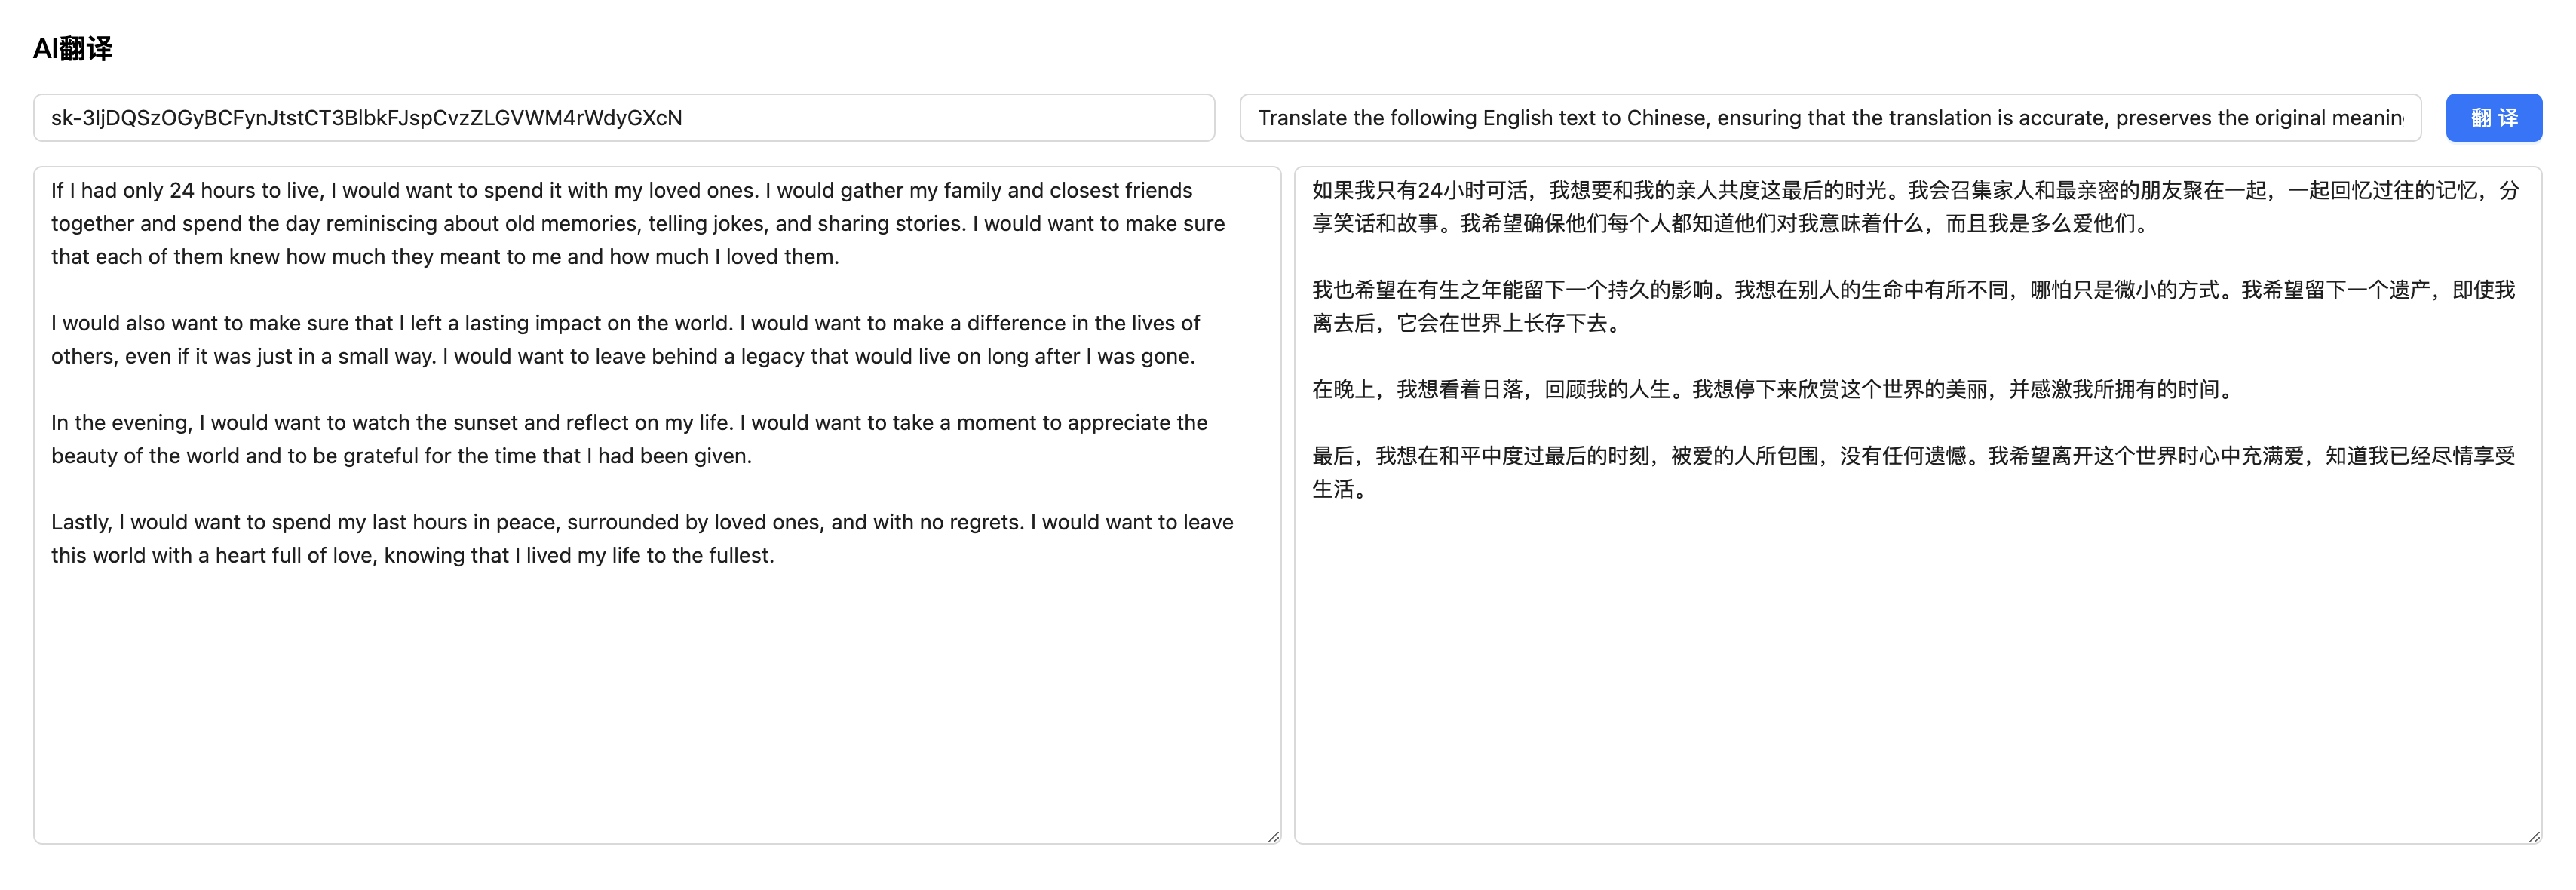 AI翻译
Translate the following English text to Chinese, ensuring that the translation is accurate, preserves the original
翻 译
If I had only 24 hours to live, I would want to spend it with my loved ones. I would gather my family and closest friends
together and spend the day reminiscing about old memories, telling jokes, and sharing stories. I would want to make sure
that each of them knew how much they meant to me and how much I loved them.
I would also want to make sure that I left a lasting impact on the world. I would want to make a difference in the lives of
others, even if it was just in a small way. I would want to leave behind a legacy that would live on long after I was gone.
In the evening, I would want to watch the sunset and reflect on my life. I would want to take a moment to appreciate the
beauty of the world and to be grateful for the time that I had been given.
Lastly, I would want to spend my last hours in peace, surrounded by loved ones, and with no regrets. I would want to leave
this world with a heart full of love, knowing that I lived my life to the fullest.
如果我只有24小时可活，我想要和我的亲人共度这最后的时光。我会召集家人和最亲密的朋友聚在一起，一起回忆过往的记忆，分
享笑话和故事。我希望确保他们每个人都知道他们对我意味着什么，而且我是多么爱他们。
我也希望在有生之年能留下一个持久的影响。我想在别人的生命中有所不同，哪怕只是微小的方式。我希望留下一个遗产，即使我
离去后，它会在世界上长存下去。
在晚上，我想看着日落，回顾我的人生。我想停下来欣赏这个世界的美丽，并感激我所拥有的时间。
最后，我想在和平中度过最后的时刻，被爱的人所包围，没有任何遗憾。我希望离开这个世界时心中充满爱，知道我已经尽情享受
生活。